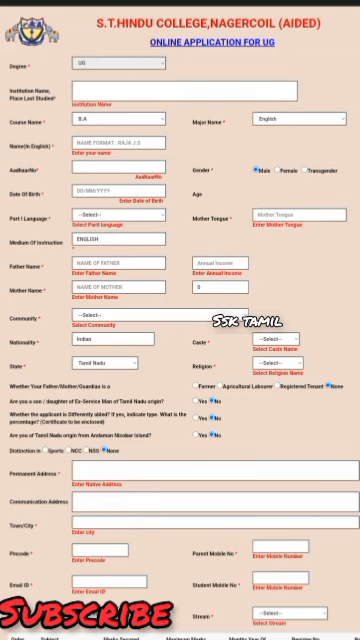 S.T.HINDU COLLEGE,NAGERCOIL (AIDED)
ONLINE APPLICATION FOR UG
Degree *
UG
Institution Name,
Place Last Studied*
Institution Name
Course Name *
B.A
Major Name *
English
Name(In English) *
NAME FORMAT: RAJA J.S
Enter your name
AadhaarNo *
AadhaarNo
Gender *
Male Female Transgender
Date Of Birth *
DD/MM/YYYY
Enter Date of Birth
Age
Part I Language *
--Select--
Select PartI language
Mother Tongue *
Mother Tongue
Enter Mother Tongue
Medium Of Instruction
*
ENGLISH
Father Name *
NAME OF FATHER
Enter Father Name
Annual Income
Enter Annual Income
Mother Name *
NAME OF MOTHER
Enter Mother Name
0
Community *
--Select--
Select Community
SSK TAMIL
Nationality *
Indian
Caste *
--Select--
Select Caste Name
State *
Tamil Nadu
Religion *
--Select--
Select Religion Name
Whether Your Father/Mother/Guardian is a
Farmer Agricultural Labourer Registered Tenant None
Are you a son / daughter of Ex-Service Man of Tamil Nadu origin?
Yes No
Whether the applicant is Differently abled? If yes, indicate type. What is the
percentage? (Certificate to be enclosed)
Yes No
Are you of Tamil Nadu origin from Andaman Nicobar Island?
Yes No
Distinction in Sports NCC NSS None
Permanent Address *
Enter Native Address
Communication Address
Town/City *
Enter city
Pincode *
Enter Pincode
Parent Mobile No *
Enter Mobile Number
Email ID *
Enter Email ID
Student Mobile No *
Enter Mobile Number
SUBSCRIBE
Stream *
--Select--
Select Stream